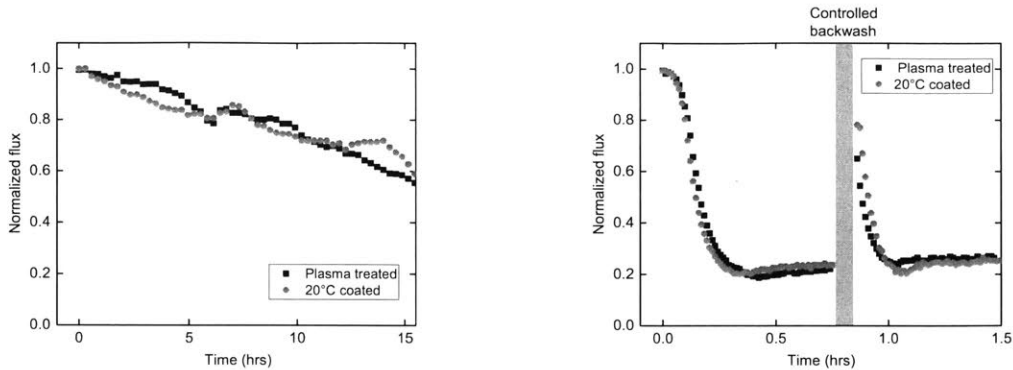 1.0
0.8
0.6
0.4
0.2
0.0
Normalized flux
Plasma treated
20°C coated
0
5
10
15
Time (hrs)
Controlled
backwash
1.0
0.8
0.6
0.4
0.2
0.0
Normalized flux
Plasma treated
20°C coated
0.0
0.5
1.0
1.5
Time (hrs)